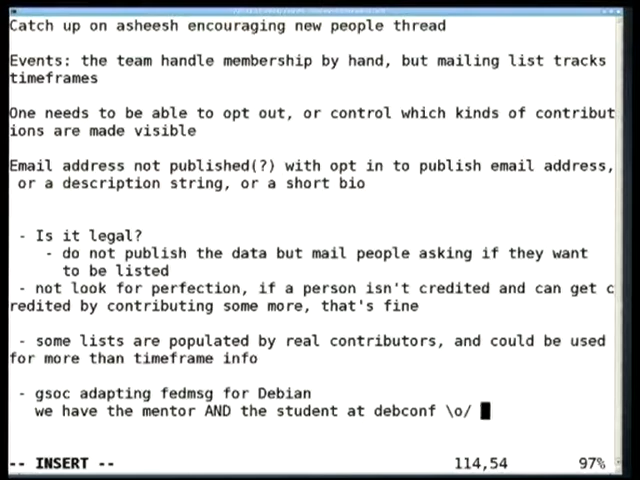 Catch up on asheesh encouraging new people thread
Events: the team handle membership by hand, but mailing list tracks
timeframes
One needs to be able to opt out, or control which kinds of contribut
ions are made visible
Email address not published(?) with opt in to publish email address,
or a description string, or a short bio
- Is it legal?
- do not publish the data but mail people asking if they want
to be listed
- not look for perfection, if a person isn't credited and can get c
redited by contributing some more, that's fine
- some lists are populated by real contributors, and could be used
for more than timeframe info
- gsoc adapting fedmsg for Debian
we have the mentor AND the student at debconf \o/
-- INSERT -- 114,54 97%